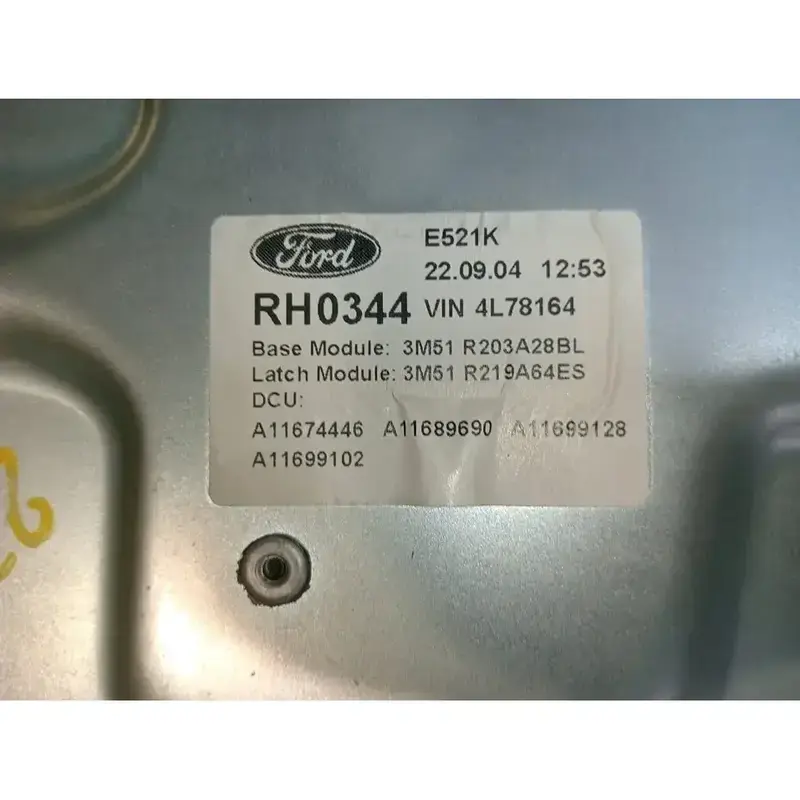 Ford
E521K
22.09.04 12:53
RH0344 VIN 4L78164
Base Module: 3M51 R203A28BL
Latch Module: 3M51 R219A64ES
DCU:
A11674446 A11689690 A11699128
A11699102